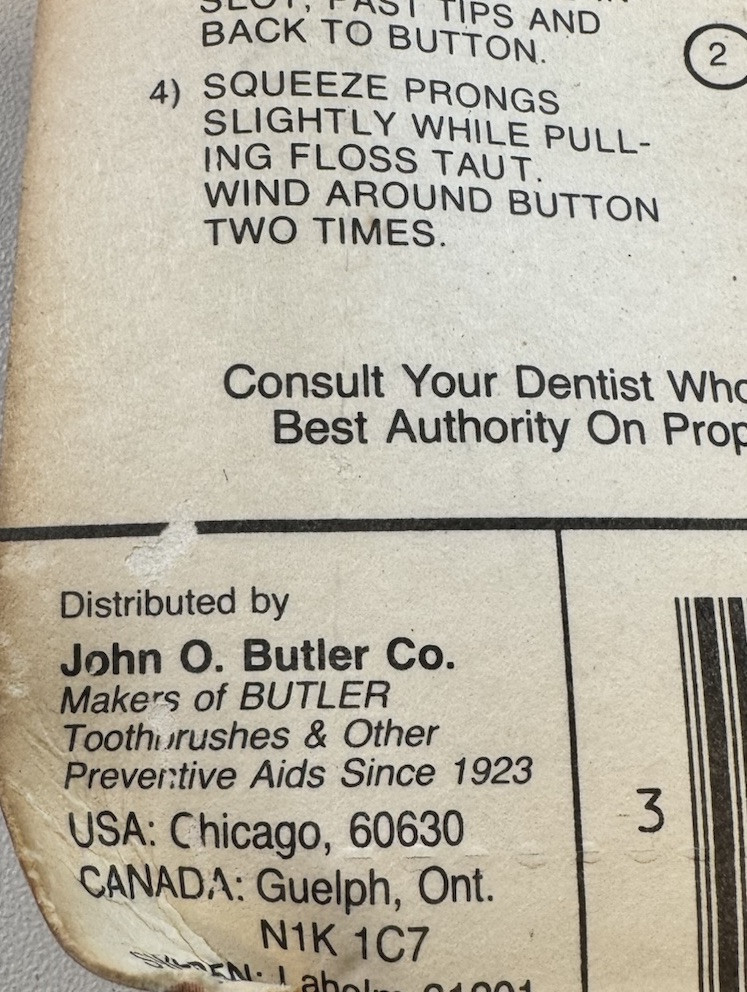 SLOT, PAST TIPS AND
BACK TO BUTTON.
2
4) SQUEEZE PRONGS
SLIGHTLY WHILE PULL-
ING FLOSS TAUT.
WIND AROUND BUTTON
TWO TIMES.
Consult Your Dentist
Best Authority On
Distributed by
John O. Butler Co.
Makers of BUTLER
Toothbrushes & Other
Preventive Aids Since 1923
USA: Chicago, 60630
CANADA: Guelph, Ont.
N1K 1C7
3